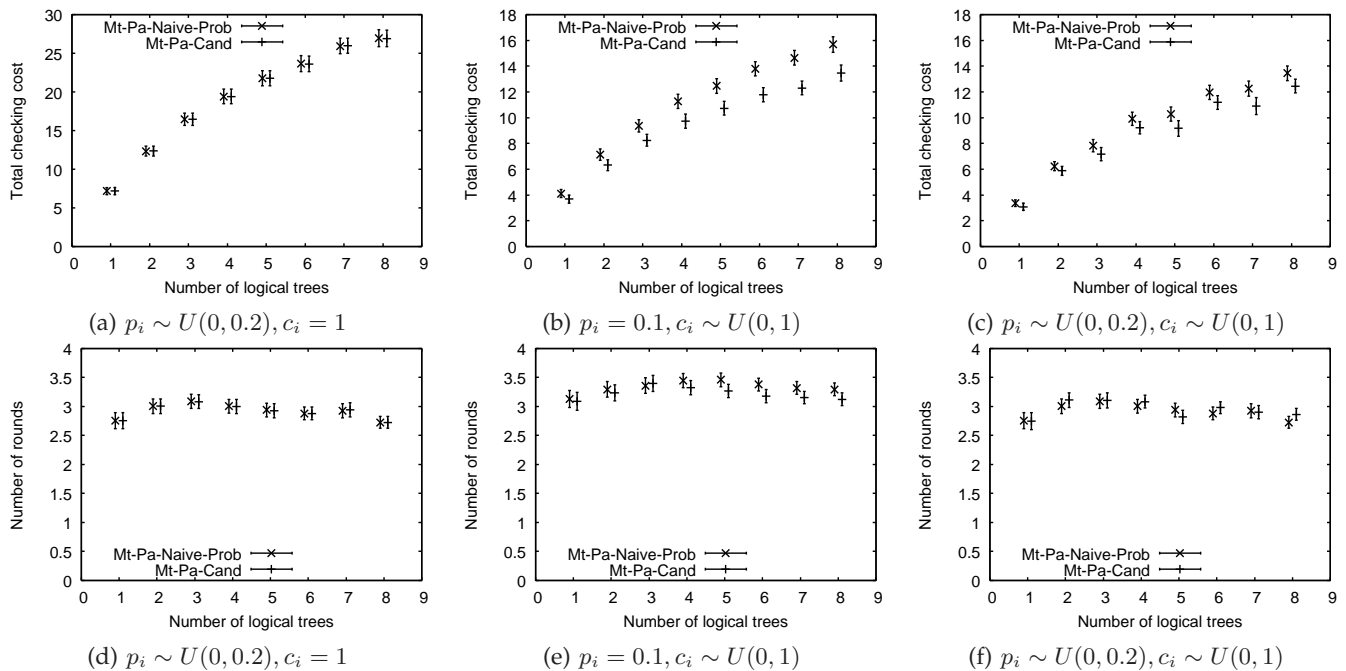 30
25
20
15
10
5
0
Total checking cost
Mt-Pa-Naive-Prob
Mt-Pa-Cand
0 1 2 3 4 5 6 7 8 9
Number of logical trees
(a) p_i ∼ U(0, 0.2), c_i = 1
18
16
14
12
10
8
6
4
2
0
Total checking cost
Mt-Pa-Naive-Prob
Mt-Pa-Cand
0 1 2 3 4 5 6 7 8 9
Number of logical trees
(b) p_i = 0.1, c_i ∼ U(0, 1)
18
16
14
12
10
8
6
4
2
0
Total checking cost
Mt-Pa-Naive-Prob
Mt-Pa-Cand
0 1 2 3 4 5 6 7 8 9
Number of logical trees
(c) p_i ∼ U(0, 0.2), c_i ∼ U(0, 1)
4
3.5
3
2.5
2
1.5
1
0.5
0
Number of rounds
Mt-Pa-Naive-Prob
Mt-Pa-Cand
0 1 2 3 4 5 6 7 8 9
Number of logical trees
(d) p_i ∼ U(0, 0.2), c_i = 1
4
3.5
3
2.5
2
1.5
1
0.5
0
Number of rounds
Mt-Pa-Naive-Prob
Mt-Pa-Cand
0 1 2 3 4 5 6 7 8 9
Number of logical trees
(e) p_i = 0.1, c_i ∼ U(0, 1)
4
3.5
3
2.5
2
1.5
1
0.5
0
Number of rounds
Mt-Pa-Naive-Prob
Mt-Pa-Cand
0 1 2 3 4 5 6 7 8 9
Number of logical trees
(f) p_i ∼ U(0, 0.2), c_i ∼ U(0, 1)